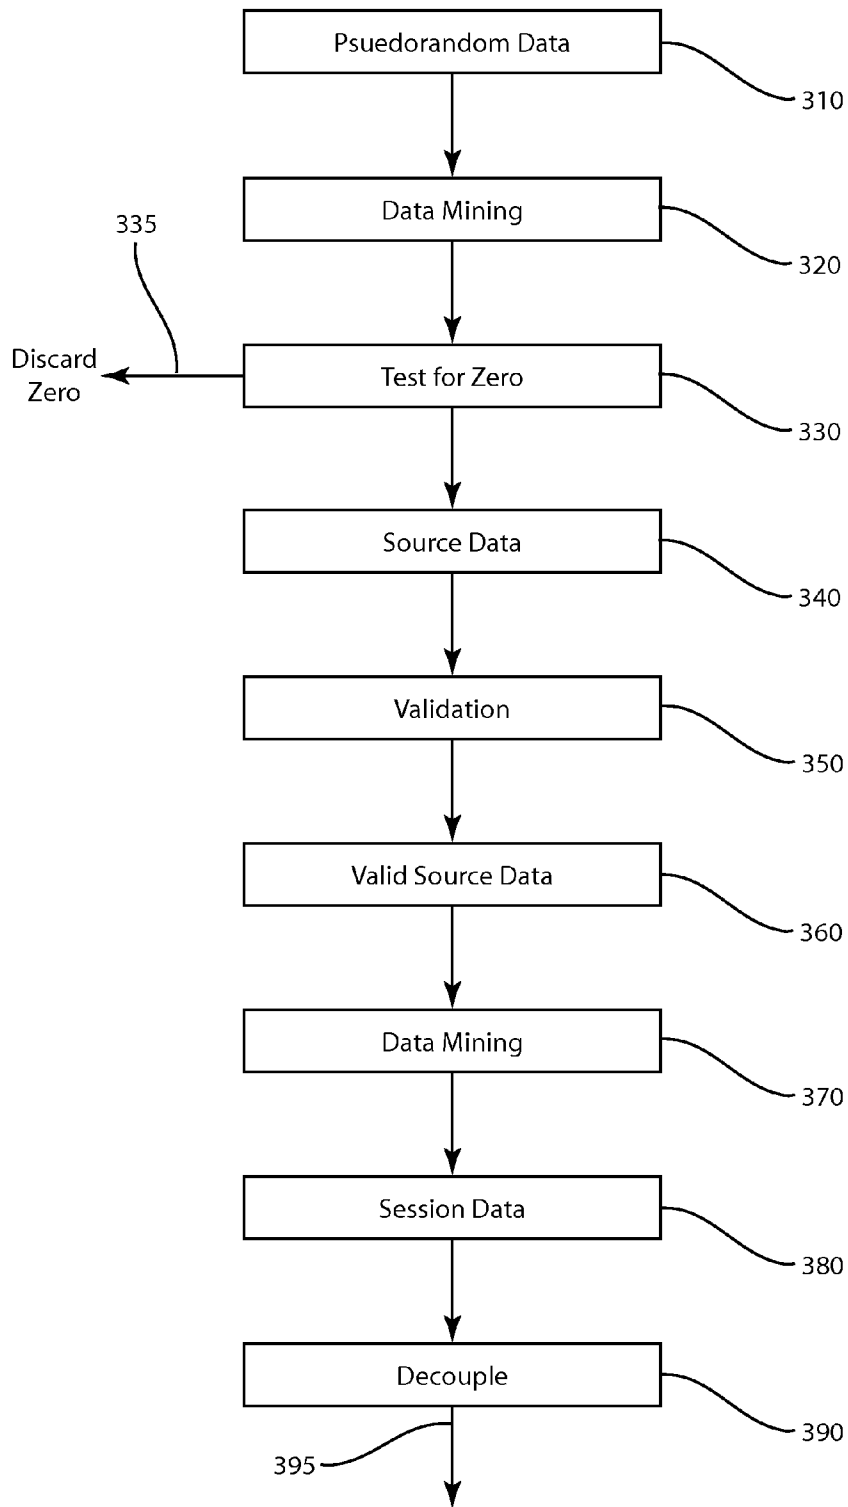 Psuedorandom Data
310
Data Mining
320
335
Discard
Zero
Test for Zero
330
Source Data
340
Validation
350
Valid Source Data
360
Data Mining
370
Session Data
380
Decouple
390
395